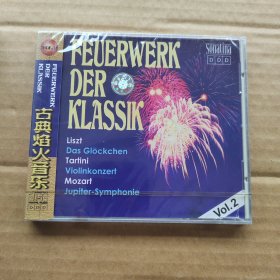 FEUERWERK
DER
KLASSIK
Sonatina
DDD
Liszt
Das Glöckchen
Tartini
Violinkonzert
Mozart
Jupiter-Symphonie
Vol.2
FEUERWERK
DER
KLASSIK
古典焰火音乐